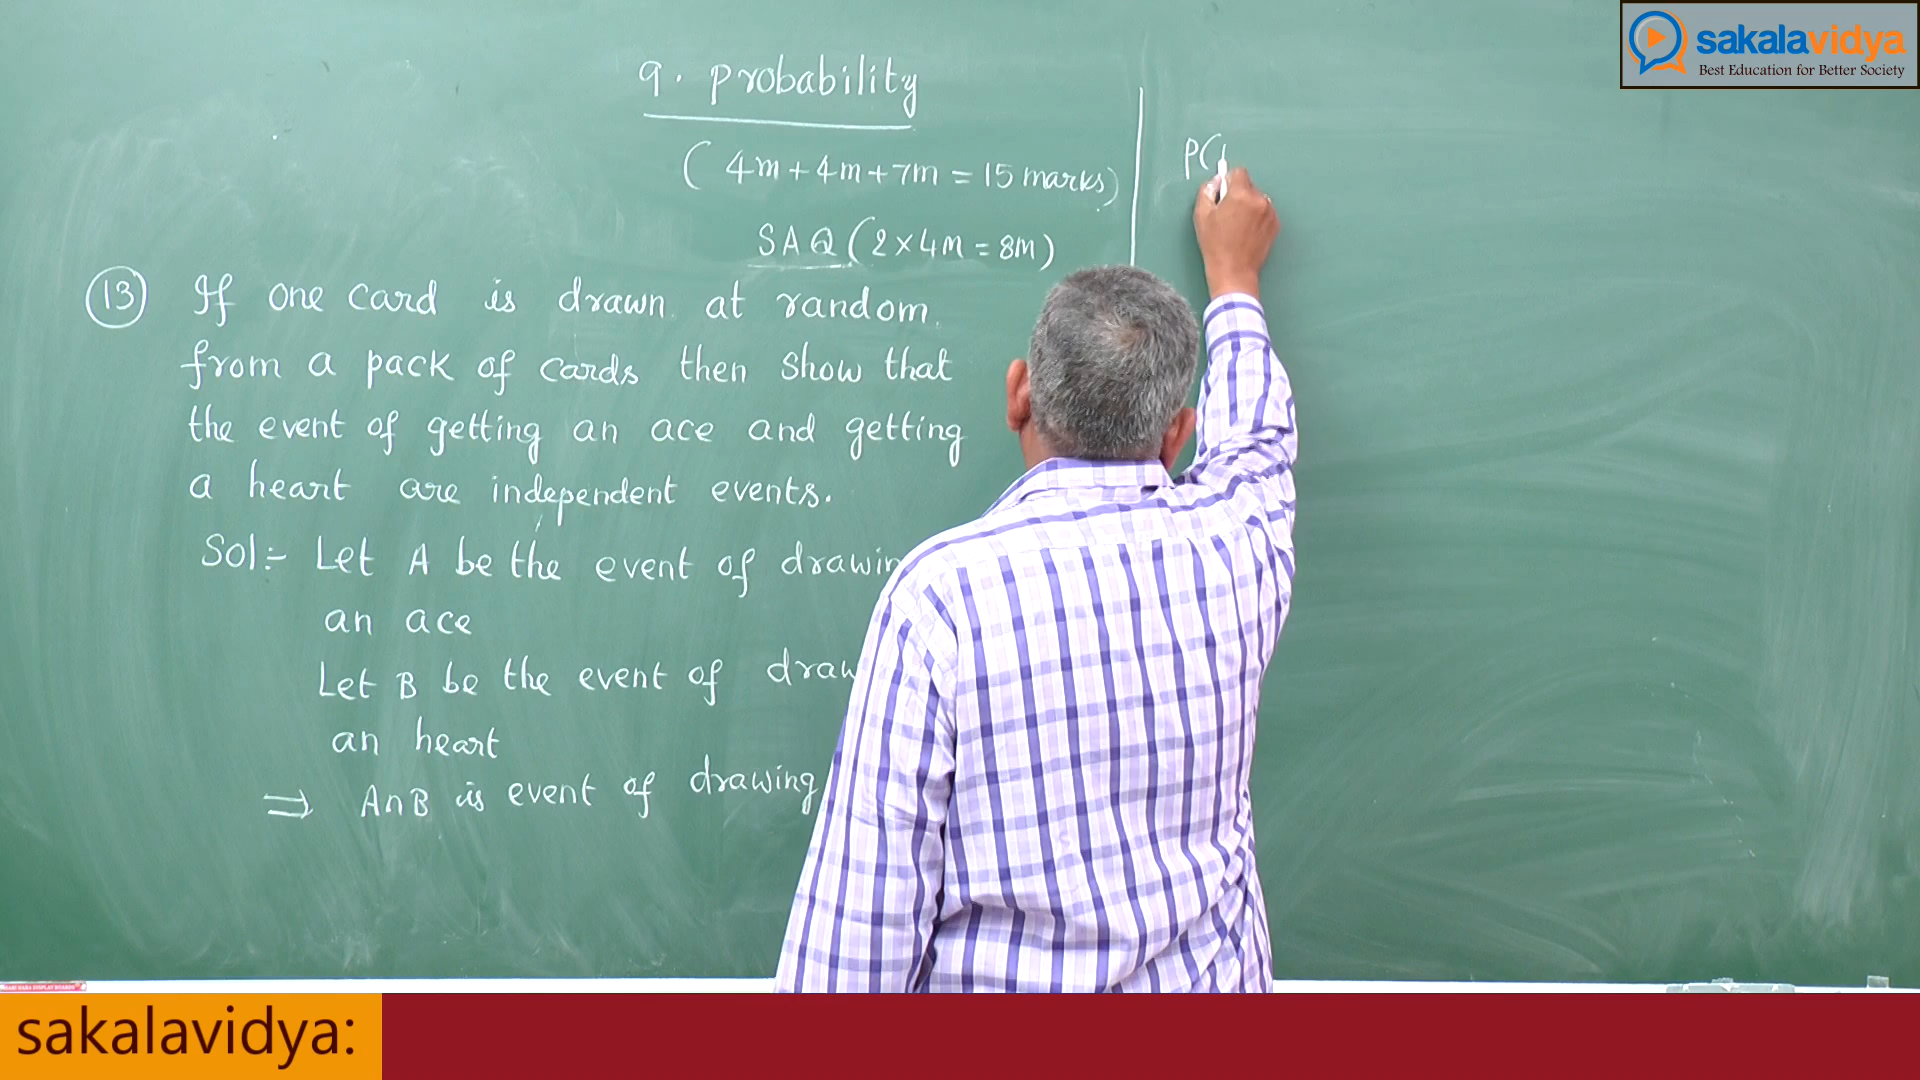 sakalavidya
Best Education for Better Society
9. probability
( 4m + 4m + 7m = 15 marks)
SAQ (2 × 4M = 8M)
13 If one card is drawn at random
from a pack of cards then show that
the event of getting an ace and getting
a heart are independent events.
Sol:- Let A be the event of drawin
an ace
Let B be the event of draw
an heart
⇒ A∩B is event of drawing
P(
sakalavidya: